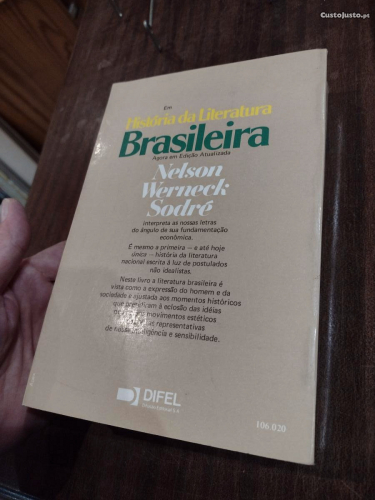 CustoJusto.pt
Em
História da Literatura
Brasileira
Agora em Edição Atualizada
Nelson
Werneck
Sodré
Interpreta as nossas letras
do ângulo de sua fundamentação
econômica.
É mesmo a primeira — e até hoje
única — história da literatura
nacional escrita à luz de postulados
não idealistas.
Neste livro a literatura brasileira é
vista como a expressão do homem e da
sociedade e ajustada aos momentos históricos
que a eclosão das idéias
movimentos estéticos
representativas
inteligência e sensibilidade.
DIFEL
106 020